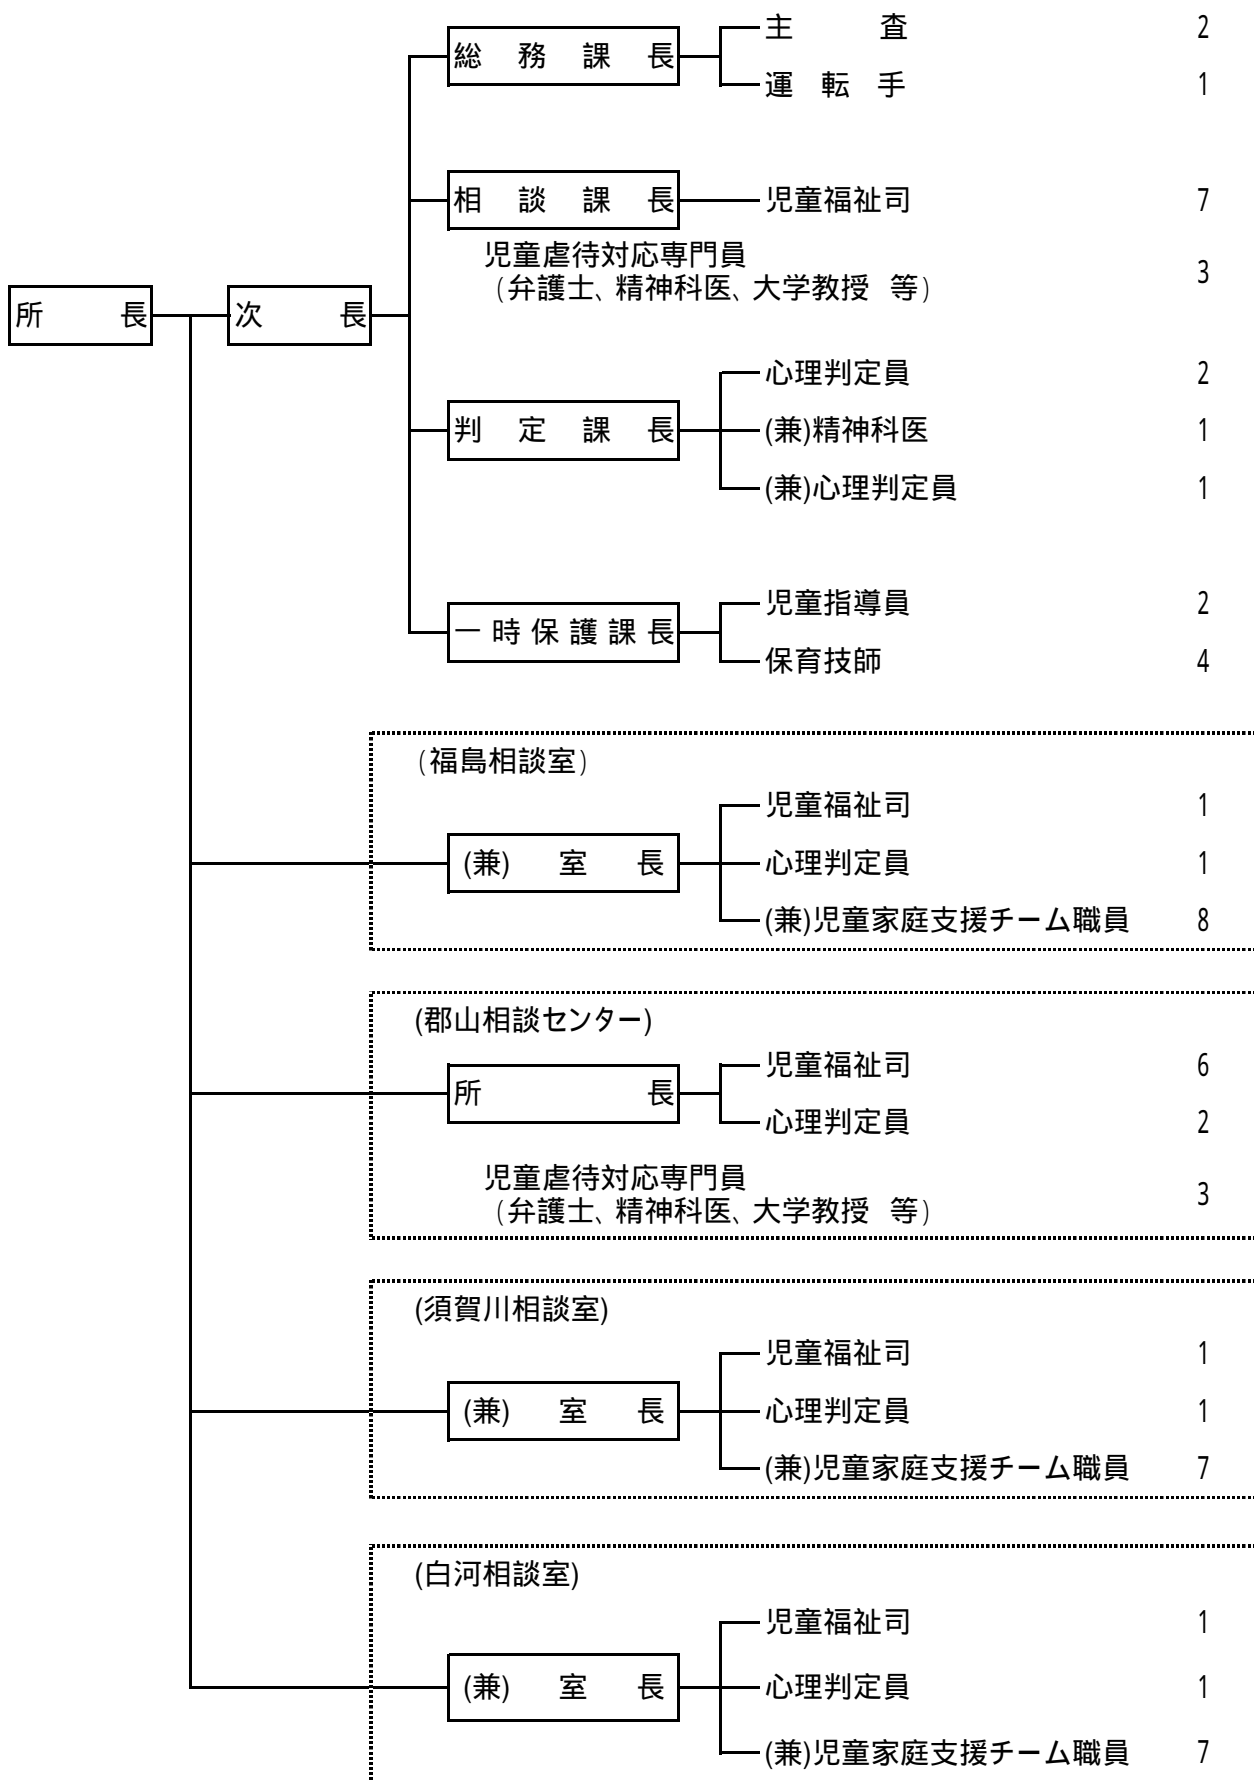 主 査 2
総 務 課 長
運 転 手 1
相 談 課 長 児童福祉司 7
児童虐待対応専門員
(弁護士、精神科医、大学教授 等) 3
所 長 次 長
心理判定員 2
判 定 課 長 (兼)精神科医 1
(兼)心理判定員 1
児童指導員 2
一時保護課長
保育技師 4
(福島相談室)
児童福祉司 1
(兼) 室 長 心理判定員 1
(兼)児童家庭支援チーム職員 8
(郡山相談センター)
児童福祉司 6
所 長
心理判定員 2
児童虐待対応専門員
(弁護士、精神科医、大学教授 等) 3
(須賀川相談室)
児童福祉司 1
(兼) 室 長 心理判定員 1
(兼)児童家庭支援チーム職員 7
(白河相談室)
児童福祉司 1
(兼) 室 長 心理判定員 1
(兼)児童家庭支援チーム職員 7